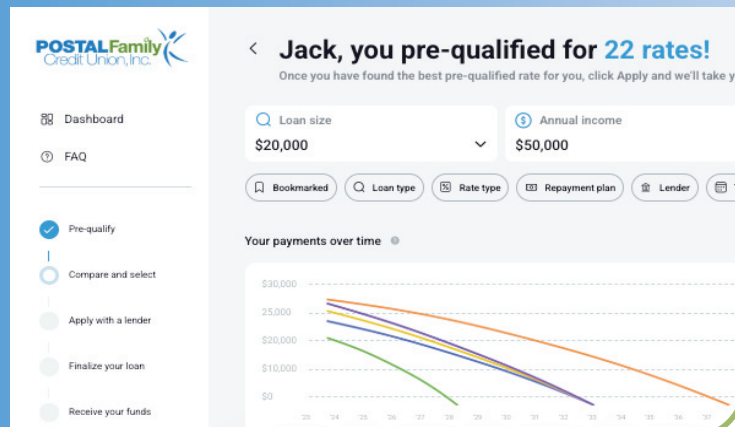 POSTALFamily
Credit Union, Inc.
Dashboard
FAQ
Pre-qualify
Compare and select
Apply with a lender
Finalize your loan
Receive your funds
Jack, you pre-qualified for 22 rates!
Once you have found the best pre-qualified rate for you, click Apply and we'll take
Loan size
$20,000
Annual income
$50,000
Bookmarked
Loan type
Rate type
Repayment plan
Lender
Your payments over time
$30,000
25,000
$20,000
$10,000
$0
'23 '24 '25 '26 '27 '28 '29 '30 '31 '32 '33 '34 '35 '36 '37